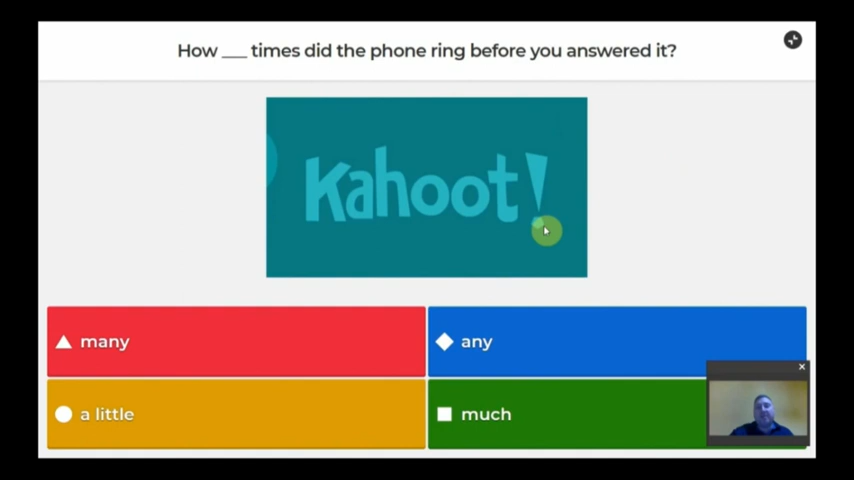 How ___ times did the phone ring before you answered it?
Kahoot!
many
any
a little
much